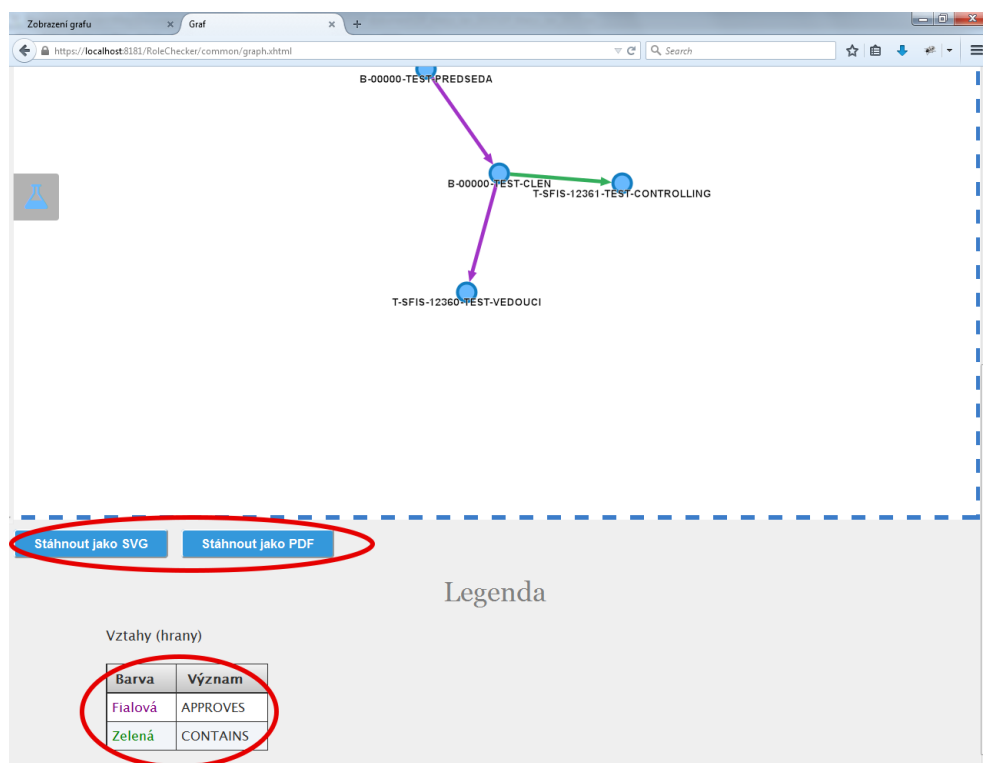 Zobrazení grafu
Graf
https://localhost:8181/RoleChecker/common/graph.xhtml
Search
B-00000-TEST-PREDSEDA
B-00000-TEST-CLEN
T-SFIS-12361-TEST-CONTROLLING
T-SFIS-12360-TEST-VEDOUCI
Stáhnout jako SVG Stáhnout jako PDF
Legenda
Vztahy (hrany)
Barva Význam
Fialová APPROVES
Zelená CONTAINS